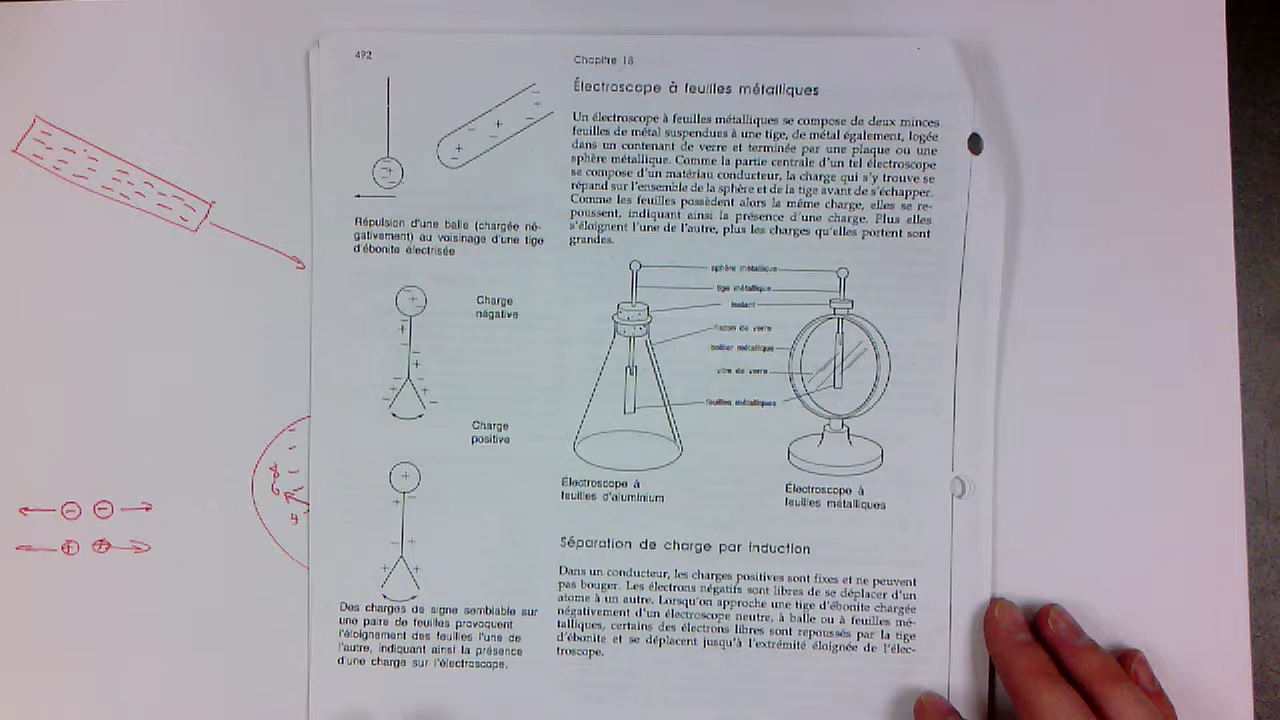 492
Chapitre 18
Répulsion d'une balle (chargée né-
gativement) au voisinage d'une tige
d'ébonite électrisée
Charge
négative
Charge
positive
Des charges de signe semblable sur
une paire de feuilles provoquent
l'éloignement des feuilles l'une de
l'autre, indiquant ainsi la présence
d'une charge sur l'électroscope.
Électroscope à feuilles métalliques
Un électroscope à feuilles métalliques se compose de deux minces
feuilles de métal suspendues à une tige, de métal également, logée
dans un contenant de verre et terminée par une plaque ou une
sphère métallique. Comme la partie centrale d'un tel électroscope
se compose d'un matériau conducteur, la charge qui s'y trouve se
répand sur l'ensemble de la sphère et de la tige avant de s'échapper.
Comme les feuilles possèdent alors la même charge, elles se re-
poussent, indiquant ainsi la présence d'une charge. Plus elles
s'éloignent l'une de l'autre, plus les charges qu'elles portent sont
grandes.
sphère métallique
tige métallique
isolant
flacon de verre
boîtier métallique
vitre de verre
feuilles métalliques
Électroscope à
feuilles d'aluminium
Électroscope à
feuilles métalliques
Séparation de charge par induction
Dans un conducteur, les charges positives sont fixes et ne peuvent
pas bouger. Les électrons négatifs sont libres de se déplacer d'un
atome à un autre. Lorsqu'on approche une tige d'ébonite chargée
négativement d'un électroscope neutre, à balle ou à feuilles mé-
talliques, certains des électrons libres sont repoussés par la tige
d'ébonite et se déplacent jusqu'à l'extrémité éloignée de l'élec-
troscope.